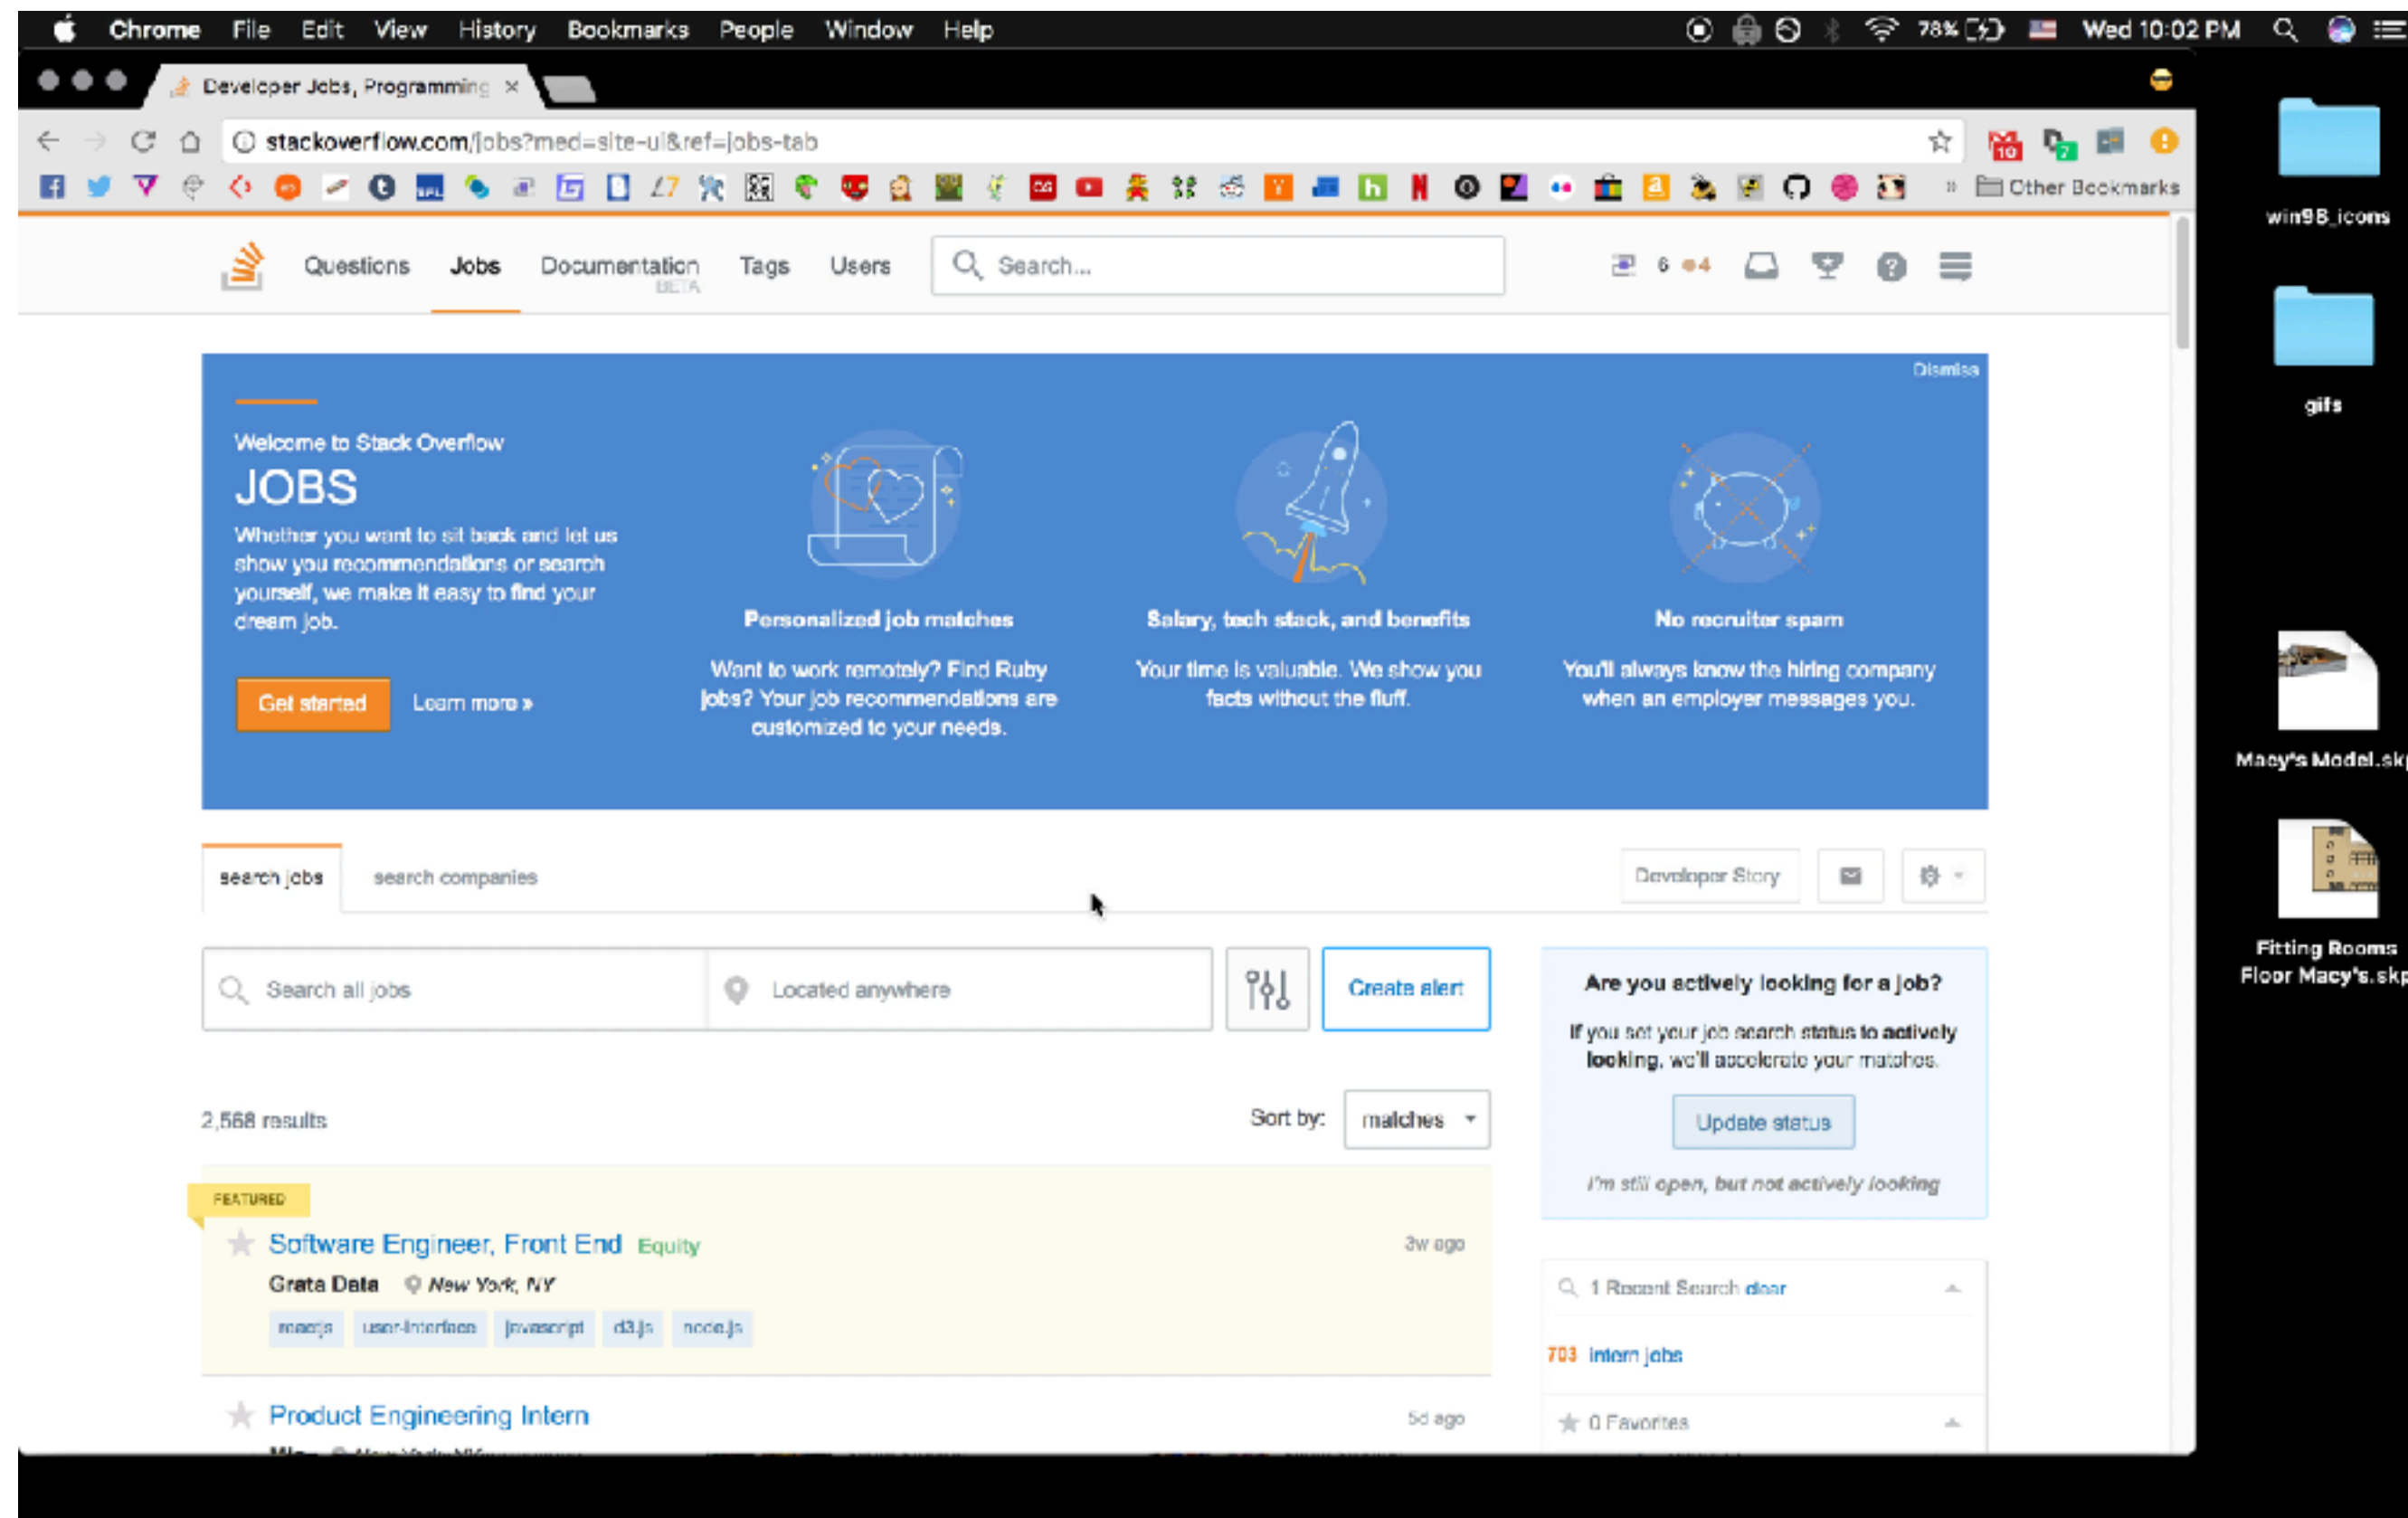 Chrome File Edit View History Bookmarks People Window Help 78% Wed 10:02 PM
Developer Jobs, Programming
stackoverflow.com/jobs?med=site-ui&ref=jobs-tab
10 7
Other Bookmarks
win98_icons
Questions Jobs Documentation Tags Users Search... 6 4
BETA
gifs
Dismiss
Welcome to Stack Overflow
JOBS
Whether you want to sit back and let us
show you recommendations or search
yourself, we make it easy to find your
dream job.
Get started Learn more »
Personalized job matches
Want to work remotely? Find Ruby
jobs? Your job recommendations are
customized to your needs.
Salary, tech stack, and benefits
Your time is valuable. We show you
facts without the fluff.
No recruiter spam
You'll always know the hiring company
when an employer messages you.
Macy's Model.skp
search jobs search companies Developer Story
Fitting Rooms
Floor Macy's.skp
Search all jobs Located anywhere Create alert
2,568 results Sort by: matches
FEATURED
Software Engineer, Front End Equity 3w ago
Grata Data New York, NY
reactjs user-interface javascript d3.js node.js
Product Engineering Intern 5d ago
Are you actively looking for a job?
If you set your job search status to actively
looking, we'll accelerate your matches.
Update status
I'm still open, but not actively looking
1 Recent Search clear
703 intern jobs
0 Favorites